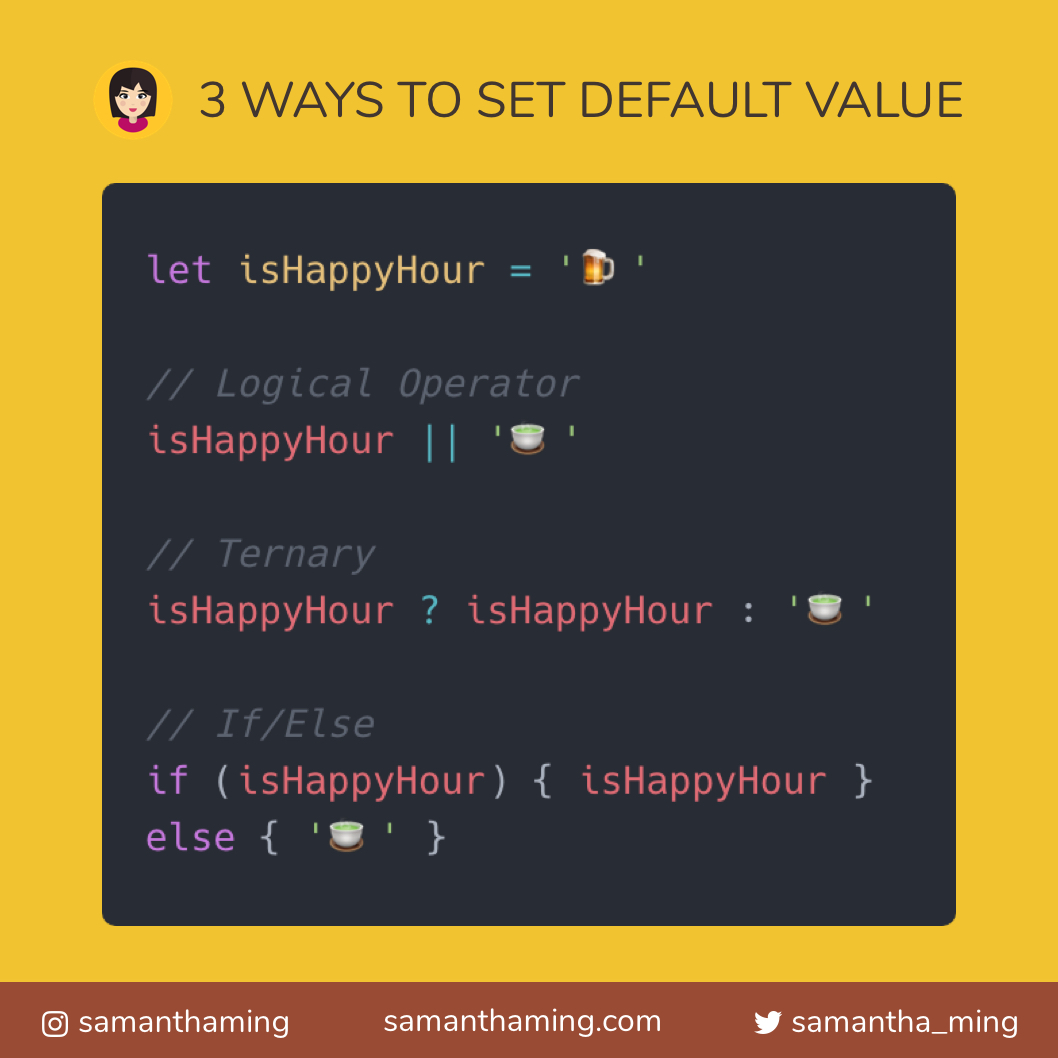 3 WAYS TO SET DEFAULT VALUE
let isHappyHour = '🍺 '
// Logical Operator
isHappyHour || '🍵 '
// Ternary
isHappyHour ? isHappyHour : '🍵 '
// If/Else
if (isHappyHour) { isHappyHour }
else { '🍵 ' }
samanthaming samanthaming.com samantha_ming